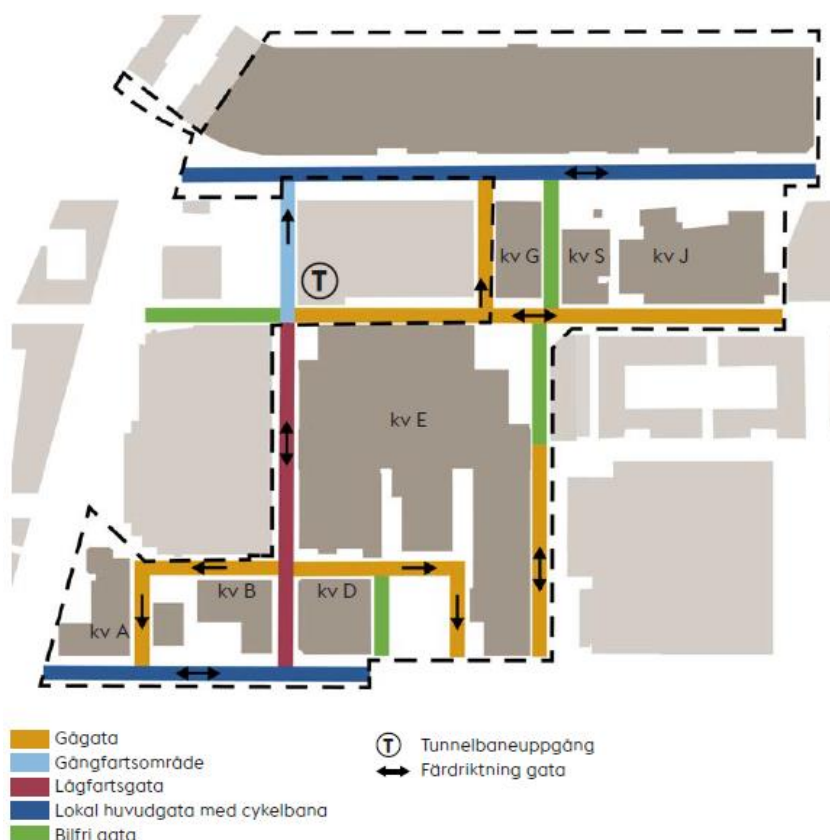 kv G
kv S
kv J
T
kv E
kv B
kv D
kv A
Gågata
Gångfartsområde
Lågfartsgata
Lokal huvudgata med cykelbana
Bilfri gata
T Tunnelbaneuppgång
Färdriktning gata